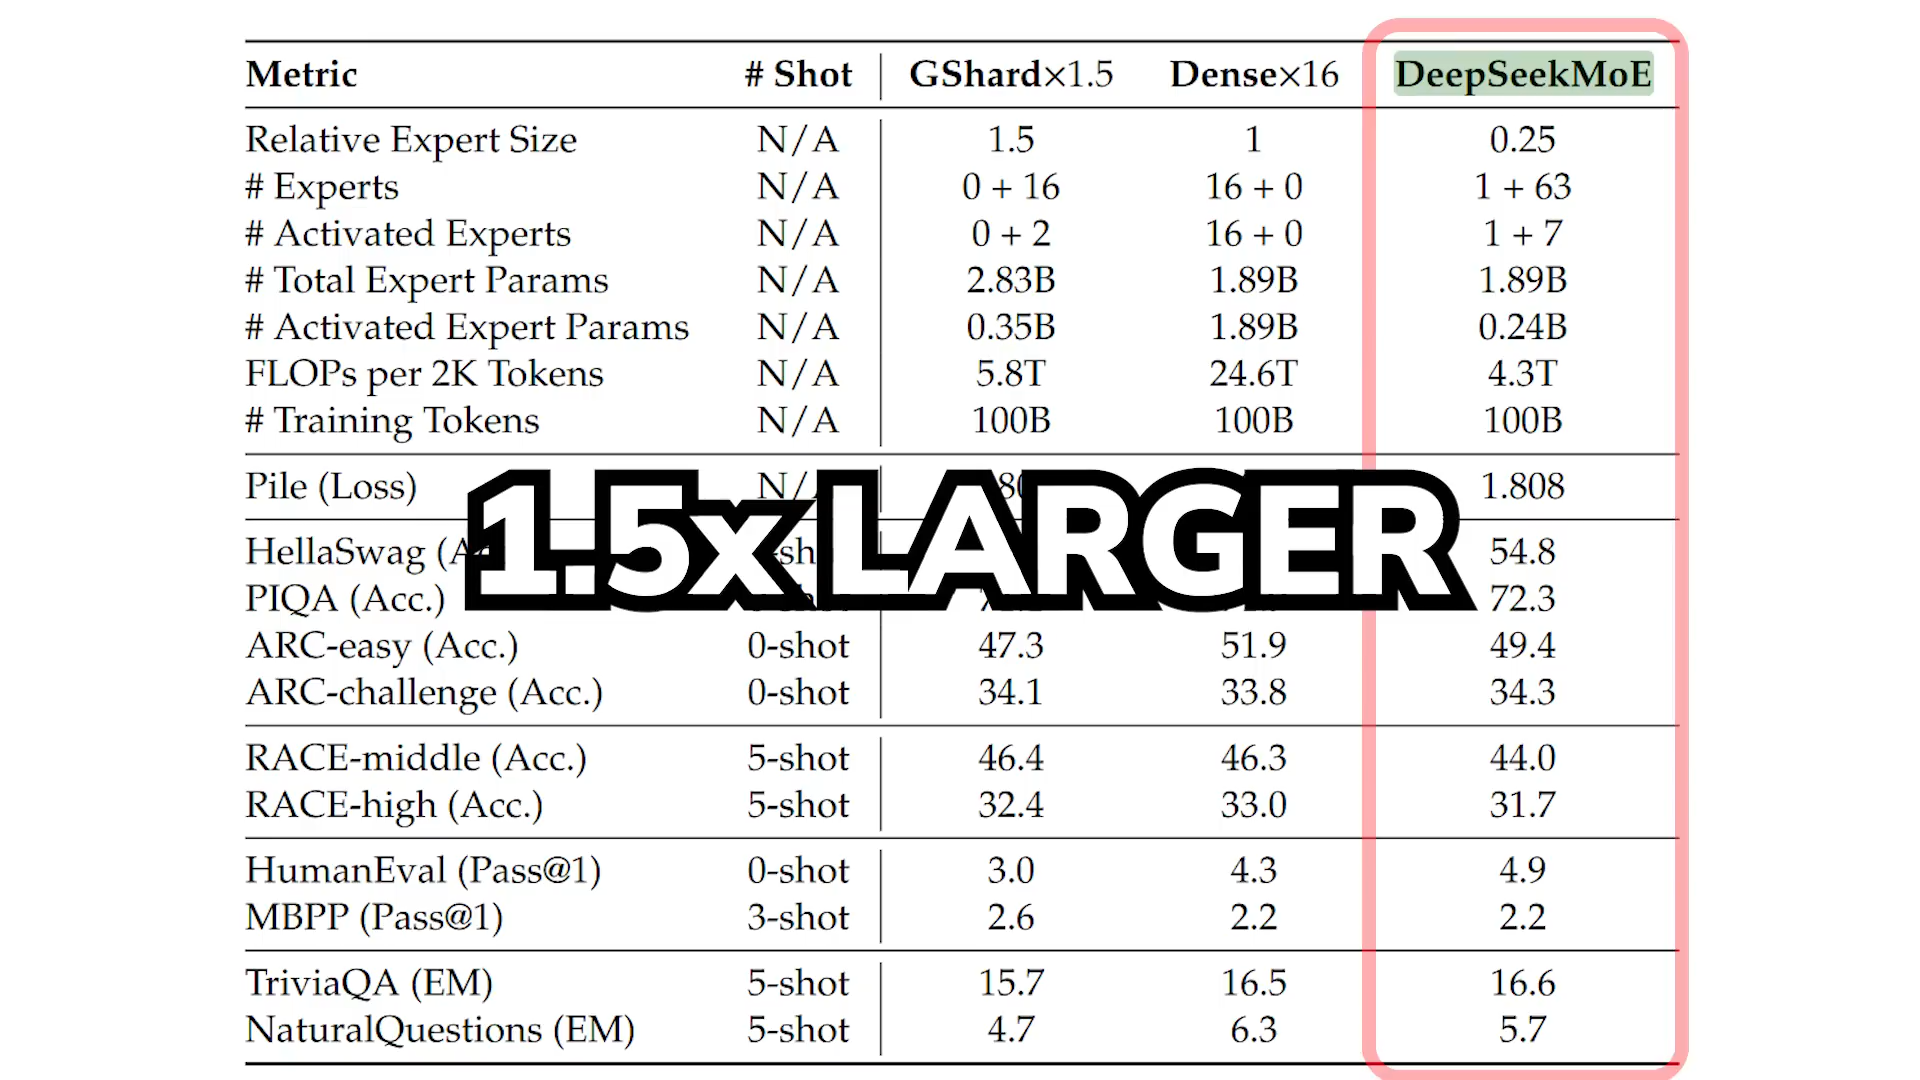 Metric # Shot GShard×1.5 Dense×16 DeepSeekMoE
Relative Expert Size N/A 1.5 1 0.25
# Experts N/A 0 + 16 16 + 0 1 + 63
# Activated Experts N/A 0 + 2 16 + 0 1 + 7
# Total Expert Params N/A 2.83B 1.89B 1.89B
# Activated Expert Params N/A 0.35B 1.89B 0.24B
FLOPs per 2K Tokens N/A 5.8T 24.6T 4.3T
# Training Tokens N/A 100B 100B 100B
Pile (Loss) 1.808
1.5x LARGER
HellaSwag 54.8
PIQA (Acc.) 72.3
ARC-easy (Acc.) 0-shot 47.3 51.9 49.4
ARC-challenge (Acc.) 0-shot 34.1 33.8 34.3
RACE-middle (Acc.) 5-shot 46.4 46.3 44.0
RACE-high (Acc.) 5-shot 32.4 33.0 31.7
HumanEval (Pass@1) 0-shot 3.0 4.3 4.9
MBPP (Pass@1) 3-shot 2.6 2.2 2.2
TriviaQA (EM) 5-shot 15.7 16.5 16.6
NaturalQuestions (EM) 5-shot 4.7 6.3 5.7